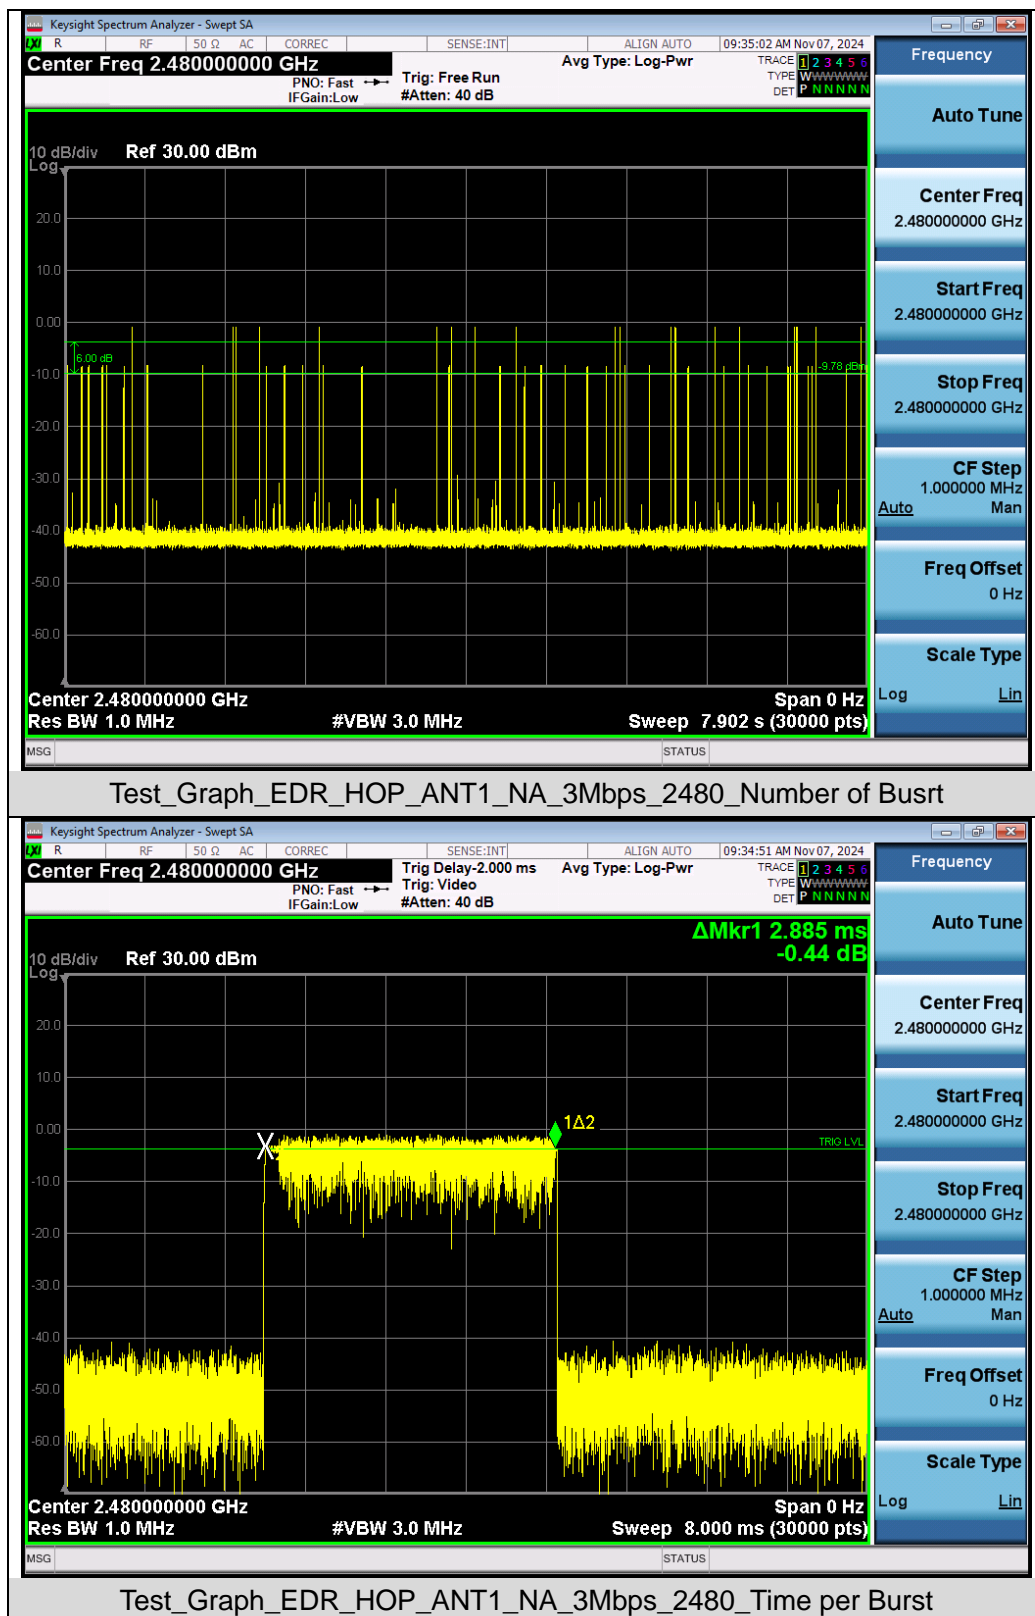 Keysight Spectrum Analyzer - Swept SA
LXI R RF 50 Ω AC CORREC SENSE:INT ALIGN AUTO 09:35:02 AM Nov 07, 2024
Center Freq 2.480000000 GHz
PNO: Fast
IFGain:Low
Trig: Free Run
#Atten: 40 dB
Avg Type: Log-Pwr
TRACE 1 2 3 4 5 6
TYPE WWWWWW
DET P N N N N N
Frequency
Auto Tune
Center Freq
2.480000000 GHz
Start Freq
2.480000000 GHz
Stop Freq
2.480000000 GHz
CF Step
1.000000 MHz
Auto Man
Freq Offset
0 Hz
Scale Type
Log Lin
10 dB/div Ref 30.00 dBm
Log
20.0
10.0
0.00
6.00 dB
-9.78 dBm
-10.0
-20.0
-30.0
-40.0
-50.0
-60.0
Center 2.480000000 GHz Span 0 Hz
Res BW 1.0 MHz #VBW 3.0 MHz Sweep 7.902 s (30000 pts)
MSG STATUS
Test_Graph_EDR_HOP_ANT1_NA_3Mbps_2480_Number of Busrt
Keysight Spectrum Analyzer - Swept SA
LXI R RF 50 Ω AC CORREC SENSE:INT ALIGN AUTO 09:34:51 AM Nov 07, 2024
Center Freq 2.480000000 GHz
PNO: Fast
IFGain:Low
Trig Delay-2.000 ms
Trig: Video
#Atten: 40 dB
Avg Type: Log-Pwr
TRACE 1 2 3 4 5 6
TYPE WWWWWW
DET P N N N N N
Frequency
Auto Tune
Center Freq
2.480000000 GHz
Start Freq
2.480000000 GHz
Stop Freq
2.480000000 GHz
CF Step
1.000000 MHz
Auto Man
Freq Offset
0 Hz
Scale Type
Log Lin
ΔMkr1 2.885 ms
-0.44 dB
10 dB/div Ref 30.00 dBm
Log
20.0
10.0
0.00
1Δ2
TRIG LVL
-10.0
-20.0
-30.0
-40.0
-50.0
-60.0
Center 2.480000000 GHz Span 0 Hz
Res BW 1.0 MHz #VBW 3.0 MHz Sweep 8.000 ms (30000 pts)
MSG STATUS
Test_Graph_EDR_HOP_ANT1_NA_3Mbps_2480_Time per Burst